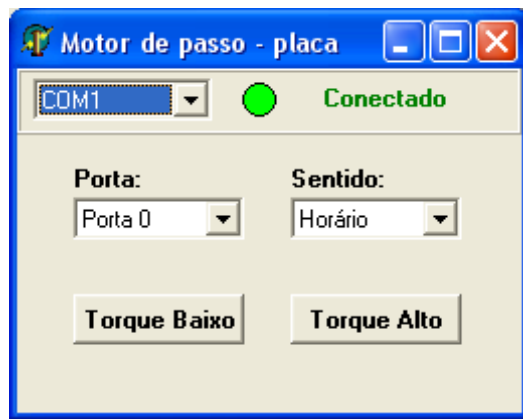 Motor de passo - placa
COM1 Conectado
Porta: Sentido:
Porta 0 Horário
Torque Baixo Torque Alto